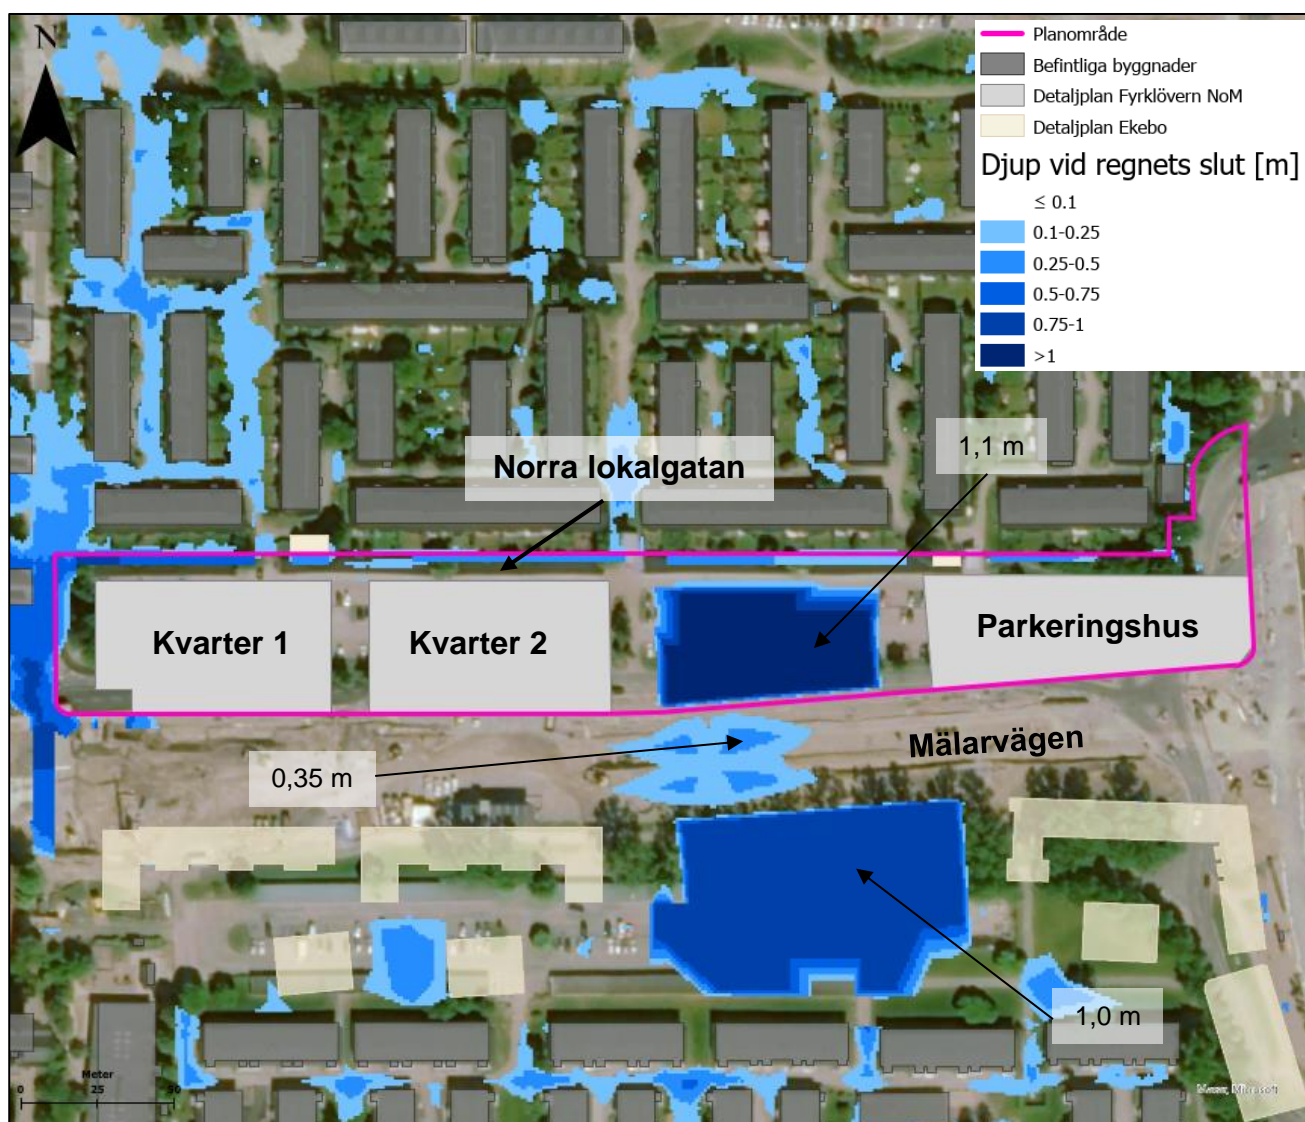 N
Planområde
Befintliga byggnader
Detaljplan Fyrklövern NoM
Detaljplan Ekebo
Djup vid regnets slut [m]
≤ 0.1
0.1-0.25
0.25-0.5
0.5-0.75
0.75-1
>1
1,1 m
Norra lokalgatan
Kvarter 1
Kvarter 2
Parkeringshus
Mälarvägen
0,35 m
1,0 m
Meter
0 25 50
Maxar, Microsoft